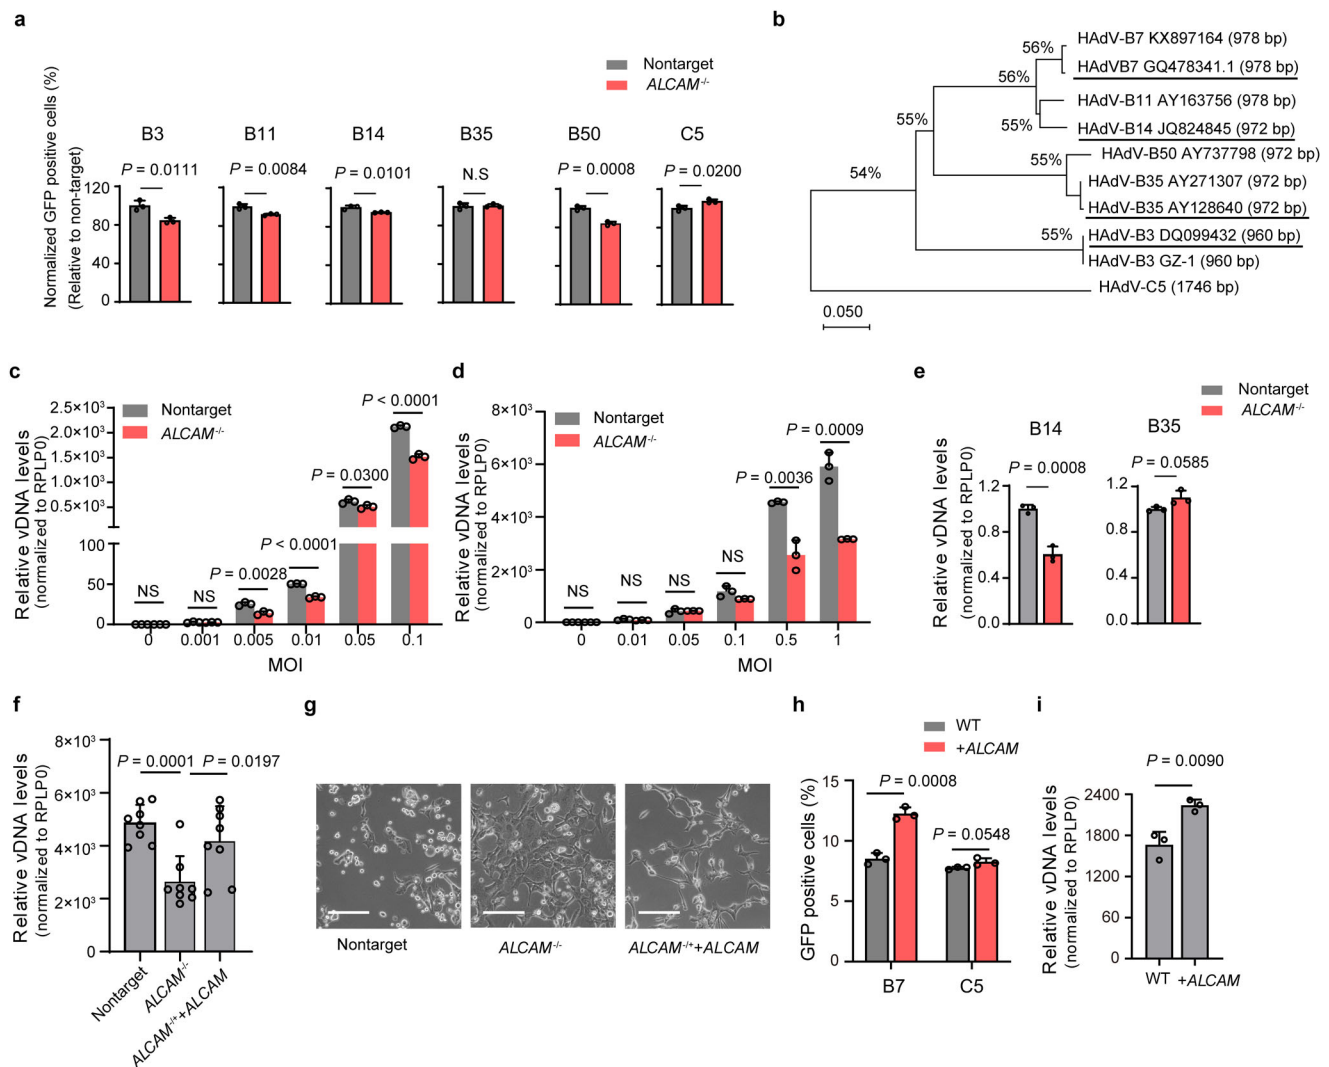 a
Nontarget
ALCAM-/-
Normalized GFP positive cells (%)
(Relative to non-target)
B3
B11
B14
B35
B50
C5
P = 0.0111
P = 0.0084
P = 0.0101
N.S
P = 0.0008
P = 0.0200
120
80
40
0
b
HAdV-B7 KX897164 (978 bp)
HAdVB7 GQ478341.1 (978 bp)
HAdV-B11 AY163756 (978 bp)
HAdV-B14 JQ824845 (972 bp)
HAdV-B50 AY737798 (972 bp)
HAdV-B35 AY271307 (972 bp)
HAdV-B35 AY128640 (972 bp)
HAdV-B3 DQ099432 (960 bp)
HAdV-B3 GZ-1 (960 bp)
HAdV-C5 (1746 bp)
56%
56%
55%
55%
55%
54%
55%
0.050
c
Relative vDNA levels
(normalized to RPLP0)
Nontarget
ALCAM-/-
2.5×10³
2.0×10³
1.5×10³
1.0×10³
0.5×10³
100
50
0
NS
NS
P = 0.0028
P < 0.0001
P = 0.0300
P < 0.0001
0 0.001 0.005 0.01 0.05 0.1
MOI
d
Relative vDNA levels
(normalized to RPLP0)
Nontarget
ALCAM-/-
8×10³
6×10³
4×10³
2×10³
0
NS
NS
NS
NS
P = 0.0036
P = 0.0009
0 0.01 0.05 0.1 0.5 1
MOI
e
Nontarget
ALCAM-/-
Relative vDNA levels
(normalized to RPLP0)
B14
B35
P = 0.0008
P = 0.0585
1.2
0.8
0.4
0.0
1.2
0.8
0.4
0.0
f
Relative vDNA levels
(normalized to RPLP0)
8×10³
6×10³
4×10³
2×10³
0
P = 0.0001
P = 0.0197
Nontarget
ALCAM-/-
ALCAM-/++ALCAM
g
Nontarget
ALCAM-/-
ALCAM-/++ALCAM
h
WT
+ALCAM
GFP positive cells (%)
15
10
5
0
P = 0.0008
P = 0.0548
B7
C5
i
Relative vDNA levels
(normalized to RPLP0)
P = 0.0090
2400
1800
1200
60
0
WT +ALCAM